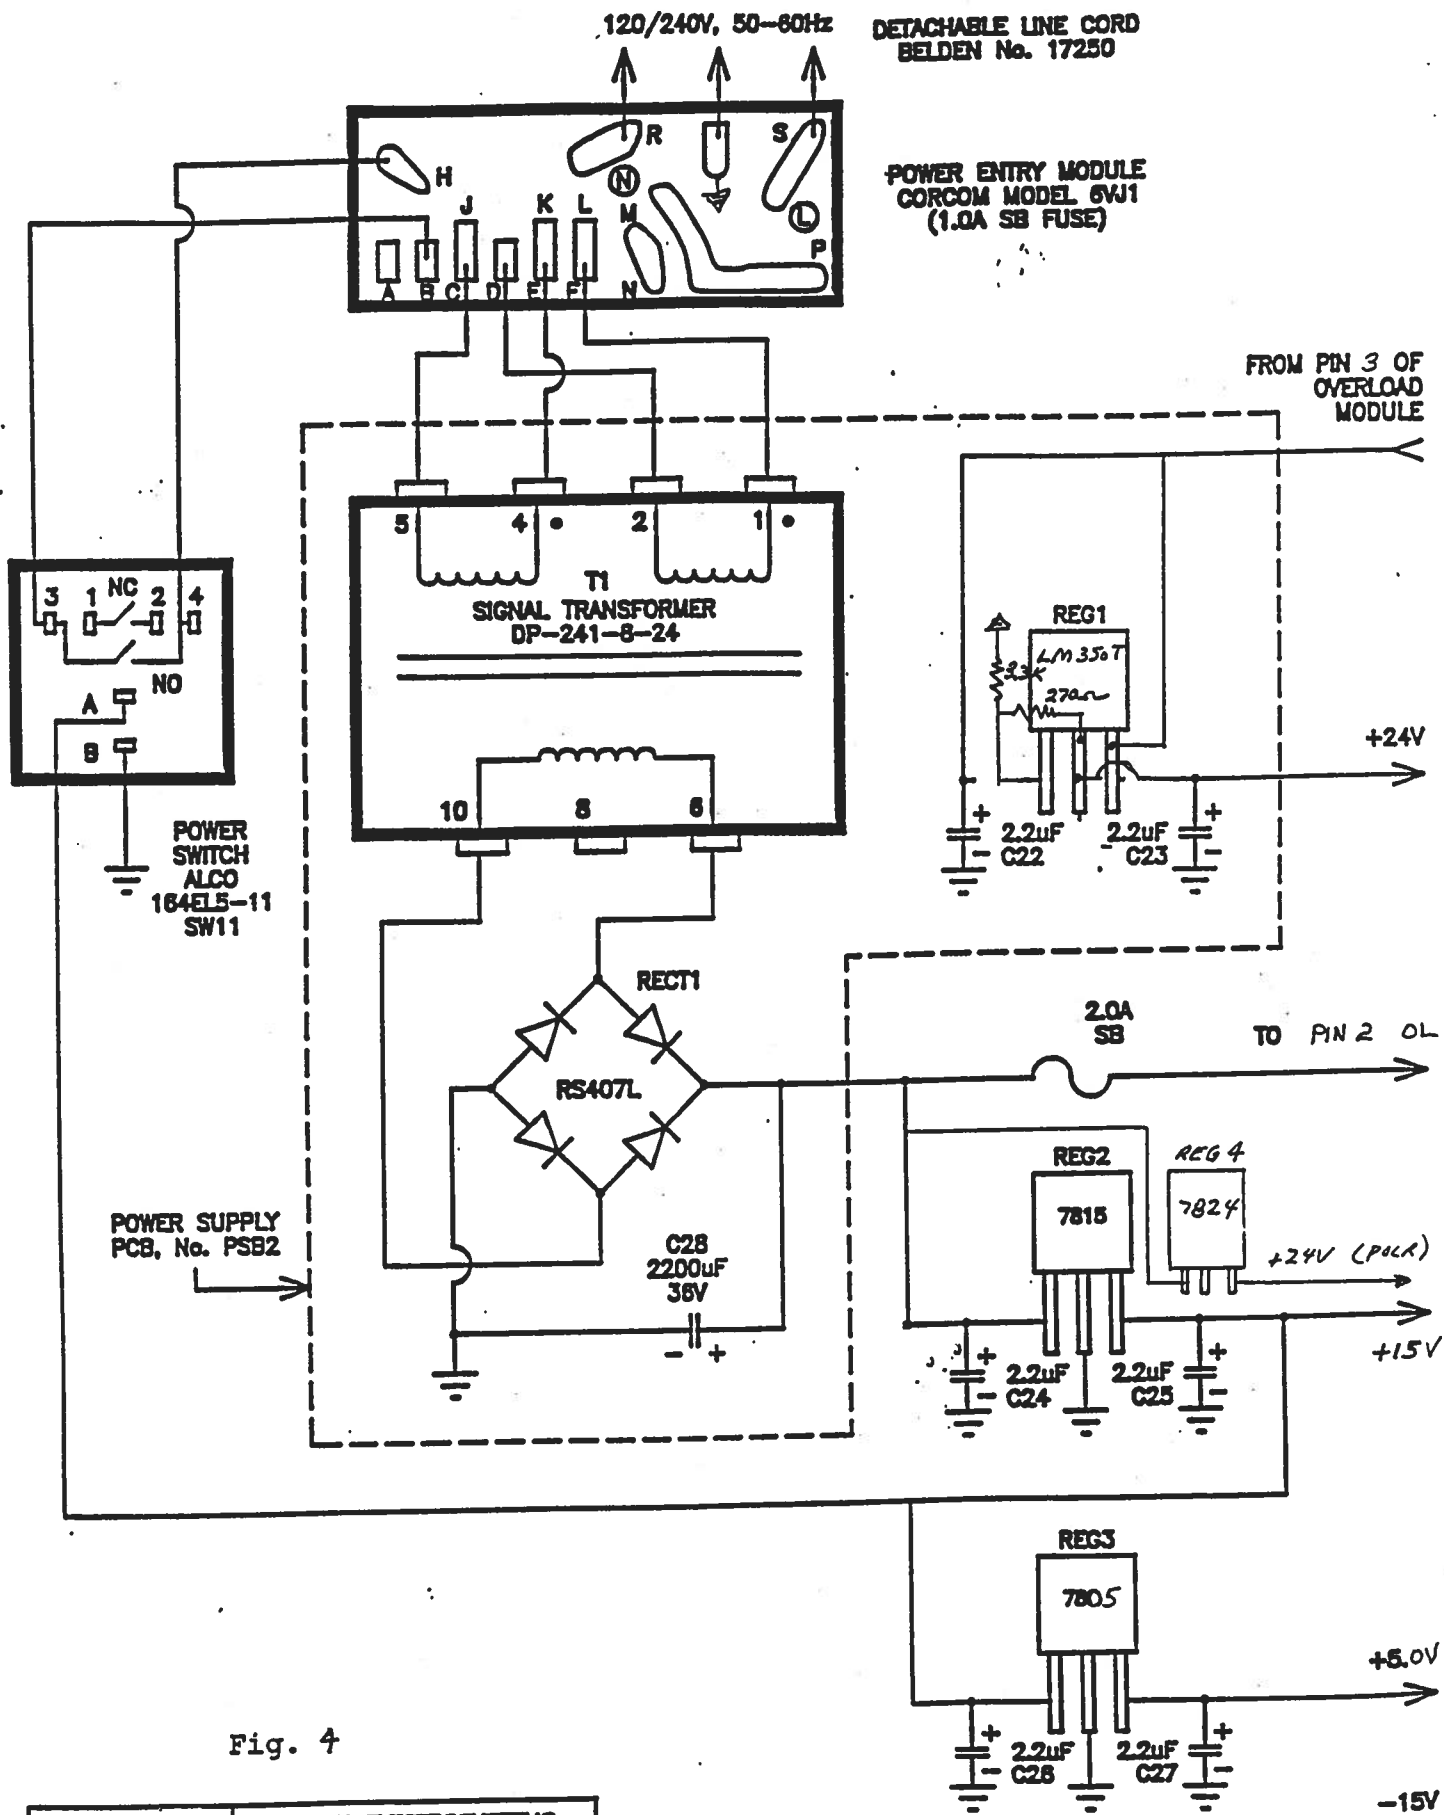 120/240V, 50-60Hz
DETACHABLE LINE CORD
BELDEN No. 17250
H
R
N
S
L
J
K
L
M
P
A
B
C
D
E
F
N
POWER ENTRY MODULE
CORCOM MODEL 6VJ1
(1.0A SB FUSE)
FROM PIN 3 OF
OVERLOAD
MODULE
5
4
2
1
T1
SIGNAL TRANSFORMER
DP-241-8-24
10
8
6
3
1
NC
2
4
NO
A
B
POWER
SWITCH
ALCO
164EL5-11
SW11
REG1
LM350T
2.3K
270Ω
+24V
+
-
2.2uF
C22
2.2uF
C23
+
-
RECT1
RS407L
2.0A
SB
TO PIN 2 OL
POWER SUPPLY
PCB, No. PSB2
C28
2200uF
36V
- +
REG2
7815
REG 4
7824
+24V (POLR)
+15V
+
-
2.2uF
C24
2.2uF
C25
+
-
REG3
7805
+5.0V
+
-
2.2uF
C26
2.2uF
C27
+
-
-15V
Fig. 4